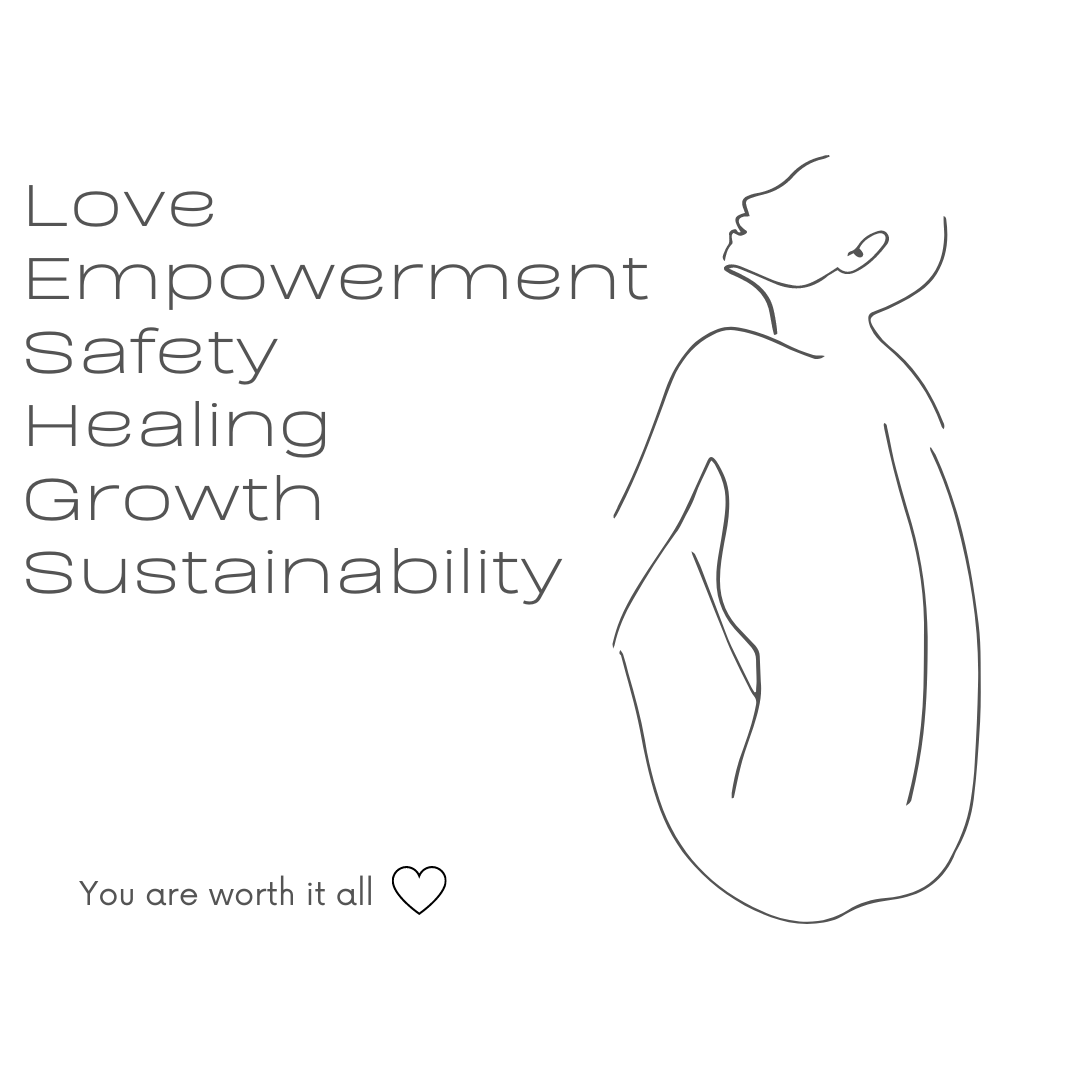 Love
Empowerment
Safety
Healing
Growth
Sustainability
You are worth it all